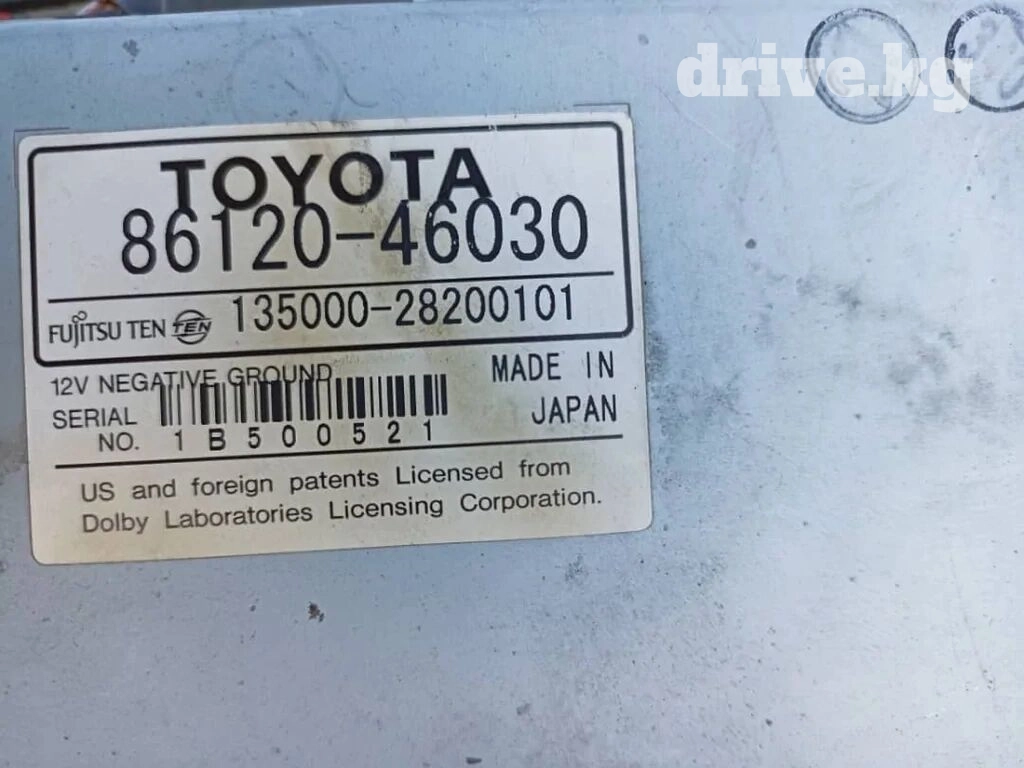 drive.kg
TOYOTA
86120-46030
FUJITSU TEN TEN 135000-28200101
12V NEGATIVE GROUND
MADE IN
SERIAL
JAPAN
NO. 1B500521
US and foreign patents Licensed from
Dolby Laboratories Licensing Corporation.